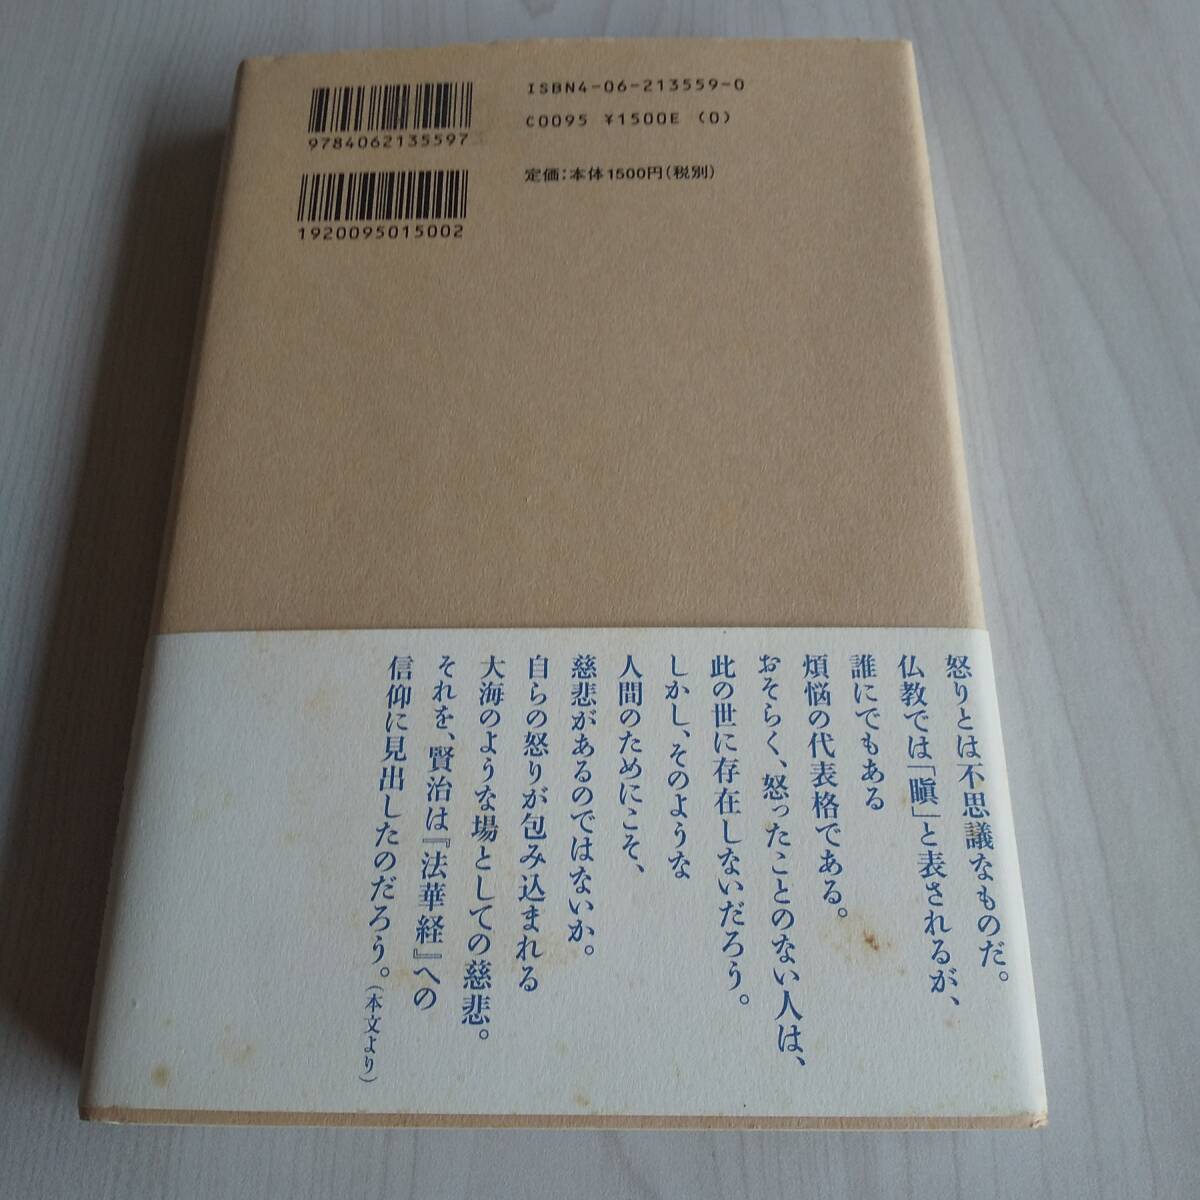 ISBN4-06-213559-0
C0095 ¥1500E (0)
定価：本体1500円（税別）
9784062135597
1920095015002
怒りとは不思議なものだ。
仏教では「瞋」と表されるが、
誰にでもある
煩悩の代表格である。
おそらく、怒ったことのない人は、
此の世に存在しないだろう。
しかし、そのような
人間のためにこそ、
慈悲があるのではないか。
自らの怒りが包み込まれる
大海のような場としての慈悲。
それを、賢治は『法華経』への
信仰に見出したのだろう。（本文より）